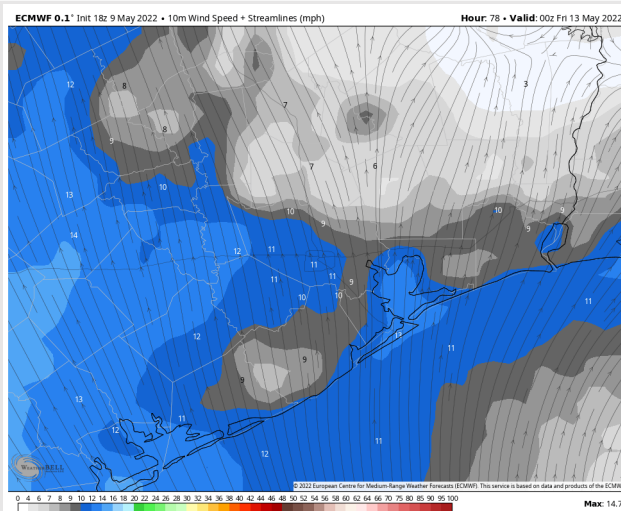 ECMWF 0.1° Init 18z 9 May 2022 • 10m Wind Speed + Streamlines (mph) Hour: 78 • Valid: 00z Fri 13 May 2022
3
12 8 7
8
9
7 6
10
13
10 10 9
9 9
14
12 11
11
11 11 9
10 10
11
13
12 11
9 9
13
11
12
11
12
WEATHERBELL
© 2022 European Centre for Medium-Range Weather Forecasts (ECMWF). This service is based on data and products of the ECMW
0 4 6 7 8 9 10 12 14 16 18 20 22 24 26 28 30 32 34 36 38 40 42 44 46 48 50 52 54 56 58 60 62 64 66 70 75 80 85 90 95 100
Max: 14.7